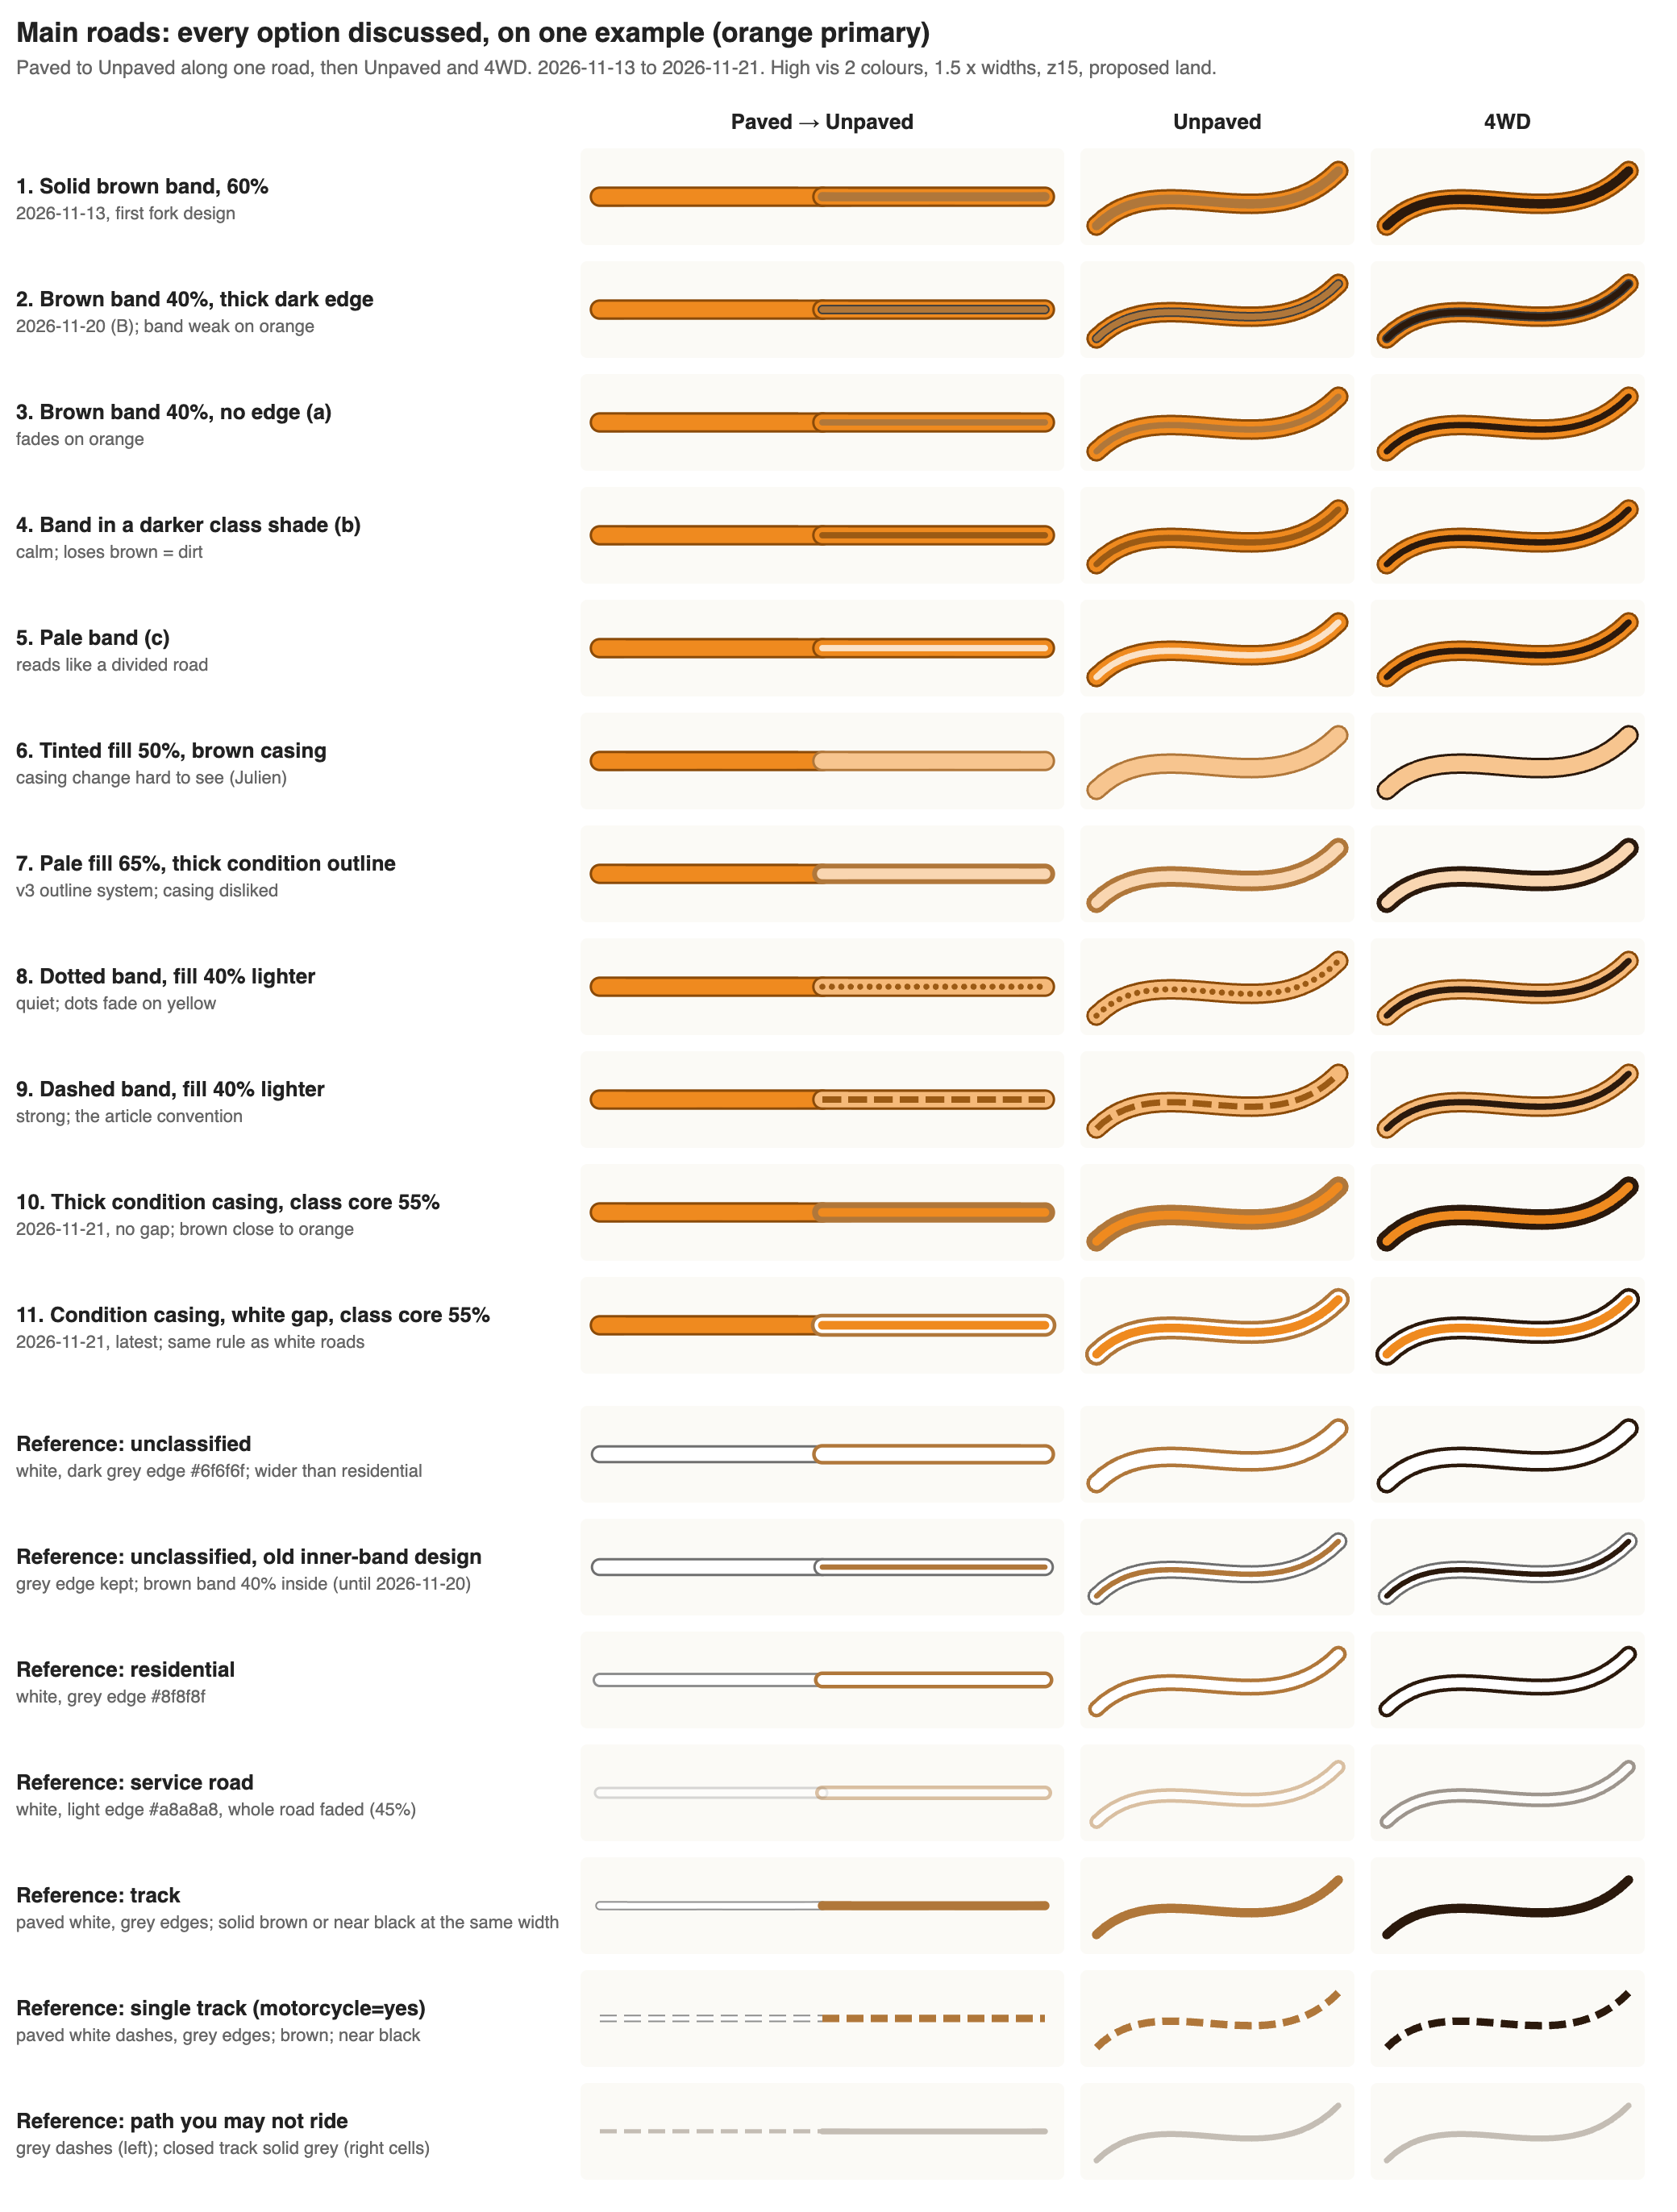 Main roads: every option discussed, on one example (orange primary)
Paved to Unpaved along one road, then Unpaved and 4WD. 2026-11-13 to 2026-11-21. High vis 2 colours, 1.5 x widths, z15, proposed land.
Paved → Unpaved
Unpaved
4WD
1. Solid brown band, 60%
2026-11-13, first fork design
2. Brown band 40%, thick dark edge
2026-11-20 (B); band weak on orange
3. Brown band 40%, no edge (a)
fades on orange
4. Band in a darker class shade (b)
calm; loses brown = dirt
5. Pale band (c)
reads like a divided road
6. Tinted fill 50%, brown casing
casing change hard to see (Julien)
7. Pale fill 65%, thick condition outline
v3 outline system; casing disliked
8. Dotted band, fill 40% lighter
quiet; dots fade on yellow
9. Dashed band, fill 40% lighter
strong; the article convention
10. Thick condition casing, class core 55%
2026-11-21, no gap; brown close to orange
11. Condition casing, white gap, class core 55%
2026-11-21, latest; same rule as white roads
Reference: unclassified
white, dark grey edge #6f6f6f; wider than residential
Reference: unclassified, old inner-band design
grey edge kept; brown band 40% inside (until 2026-11-20)
Reference: residential
white, grey edge #8f8f8f
Reference: service road
white, light edge #a8a8a8, whole road faded (45%)
Reference: track
paved white, grey edges; solid brown or near black at the same width
Reference: single track (motorcycle=yes)
paved white dashes, grey edges; brown; near black
Reference: path you may not ride
grey dashes (left); closed track solid grey (right cells)